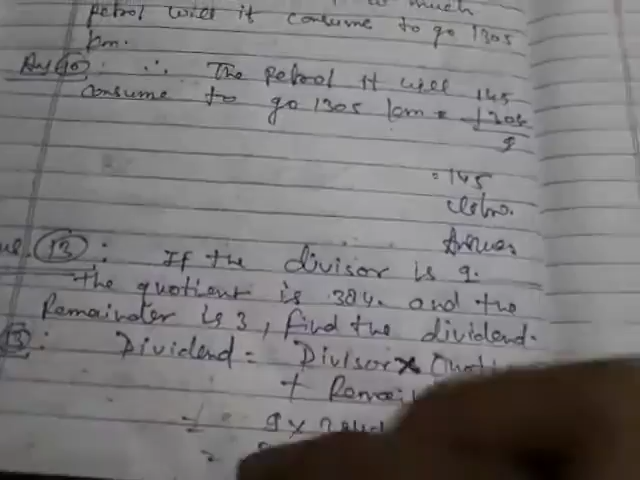 much
petrol will it consume to go 1305
km.
Ans 10: ∴ The petrol it will
consume to go 1305 km = 1305
145
9
= 145
Answer.
13: If the divisor is 9.
the quotient is 384. and the
Remainder is 3, find the dividend.
13: Dividend = Divisor ×
+
= 9 ×
=